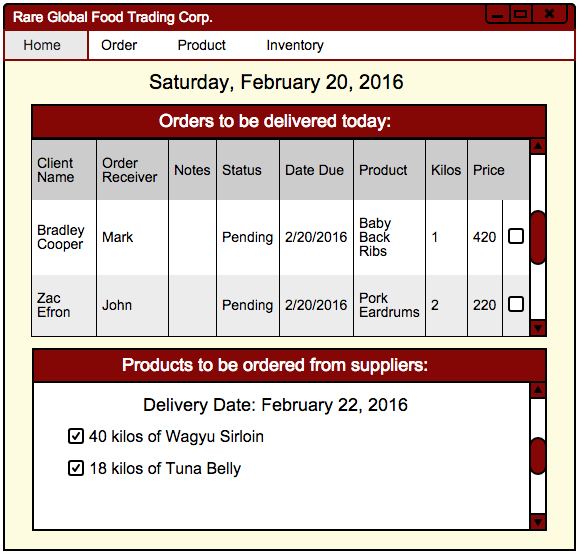 Rare Global Food Trading Corp.
Home Order Product Inventory
Saturday, February 20, 2016
Orders to be delivered today:
Client Name Order Receiver Notes Status Date Due Product Kilos Price
Bradley Cooper Mark Pending 2/20/2016 Baby Back Ribs 1 420
Zac Efron John Pending 2/20/2016 Pork Eardrums 2 220
Products to be ordered from suppliers:
Delivery Date: February 22, 2016
40 kilos of Wagyu Sirloin
18 kilos of Tuna Belly